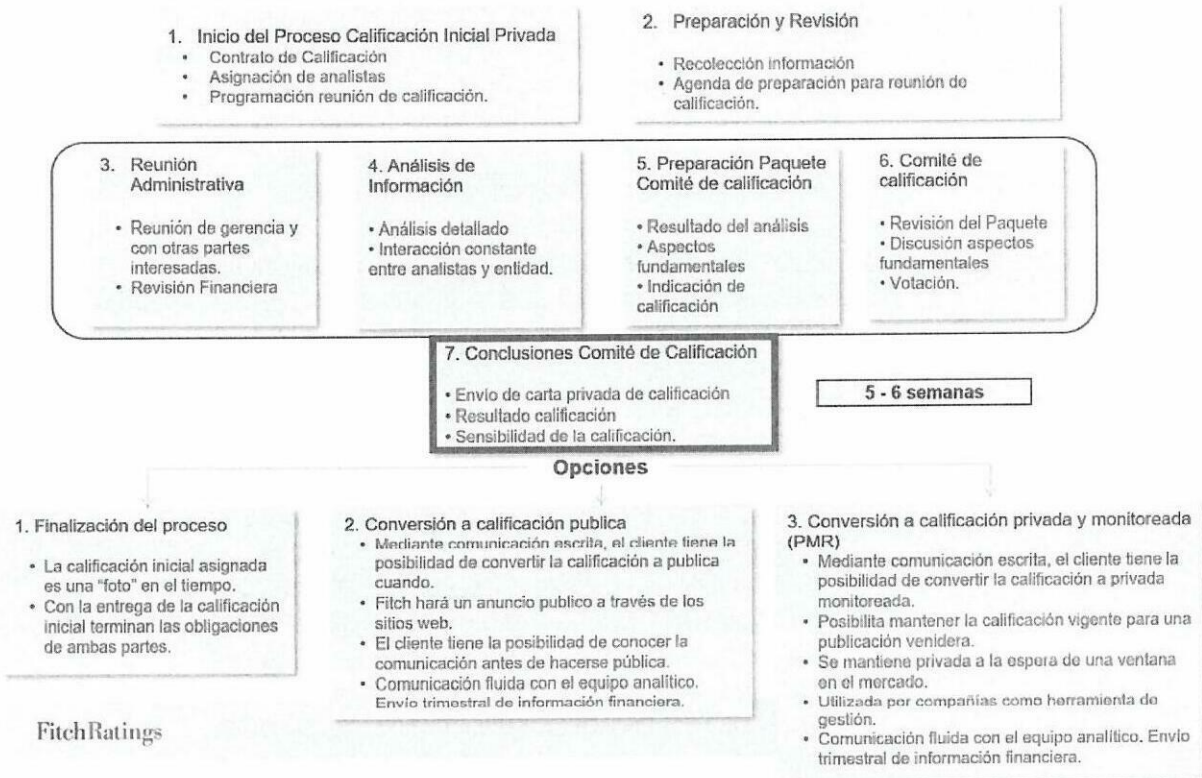 1. Inicio del Proceso Calificación Inicial Privada
• Contrato de Calificación
• Asignación de analistas
• Programación reunión de calificación.
2. Preparación y Revisión
• Recolección información
• Agenda de preparación para reunión de
calificación.
3. Reunión
Administrativa
• Reunión de gerencia y
con otras partes
interesadas.
• Revisión Financiera
4. Análisis de
Información
• Análisis detallado
• Interacción constante
entre analistas y entidad.
5. Preparación Paquete
Comité de calificación
• Resultado del análisis
• Aspectos
fundamentales
• Indicación de
calificación
6. Comité de
calificación
• Revisión del Paquete
• Discusión aspectos
fundamentales
• Votación.
7. Conclusiones Comité de Calificación
• Envío de carta privada de calificación
• Resultado calificación
• Sensibilidad de la calificación.
5 - 6 semanas
Opciones
1. Finalización del proceso
• La calificación inicial asignada
es una "foto" en el tiempo.
• Con la entrega de la calificación
inicial terminan las obligaciones
de ambas partes.
2. Conversión a calificación publica
• Mediante comunicación escrita, el cliente tiene la
posibilidad de convertir la calificación a publica
cuando.
• Fitch hará un anuncio publico a través de los
sitios web.
• El cliente tiene la posibilidad de conocer la
comunicación antes de hacerse pública.
• Comunicación fluida con el equipo analítico.
Envío trimestral de información financiera.
3. Conversión a calificación privada y monitoreada
(PMR)
• Mediante comunicación escrita, el cliente tiene la
posibilidad de convertir la calificación a privada
monitoreada.
• Posibilita mantener la calificación vigente para una
publicación venidera.
• Se mantiene privada a la espera de una ventana
en el mercado.
• Utilizada por compañías como herramienta de
gestión.
• Comunicación fluida con el equipo analítico. Envío
trimestral de información financiera.
FitchRatings